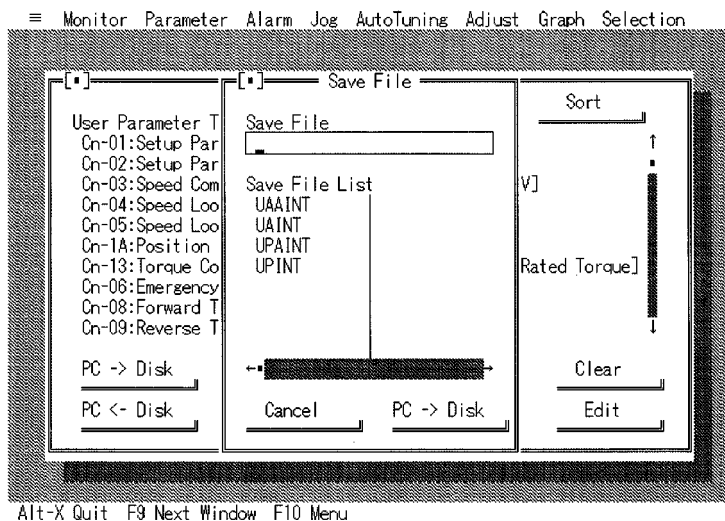 ≡ Monitor Parameter Alarm Jog AutoTuning Adjust Graph Selection
[▪] Save File
Sort
User Parameter T
Save File
Cn-01:Setup Par
Cn-02:Setup Par
Cn-03:Speed Com
Save File List
V]
Cn-04:Speed Loo
UAAINT
Cn-05:Speed Loo
UAINT
Cn-1A:Position
UPAINT
Cn-13:Torque Co
UPINT
Rated Torque]
Cn-06:Emergency
Cn-08:Forward T
Cn-09:Reverse T
PC -> Disk
Clear
PC <- Disk
Cancel
PC -> Disk
Edit
Alt-X Quit F9 Next Window F10 Menu